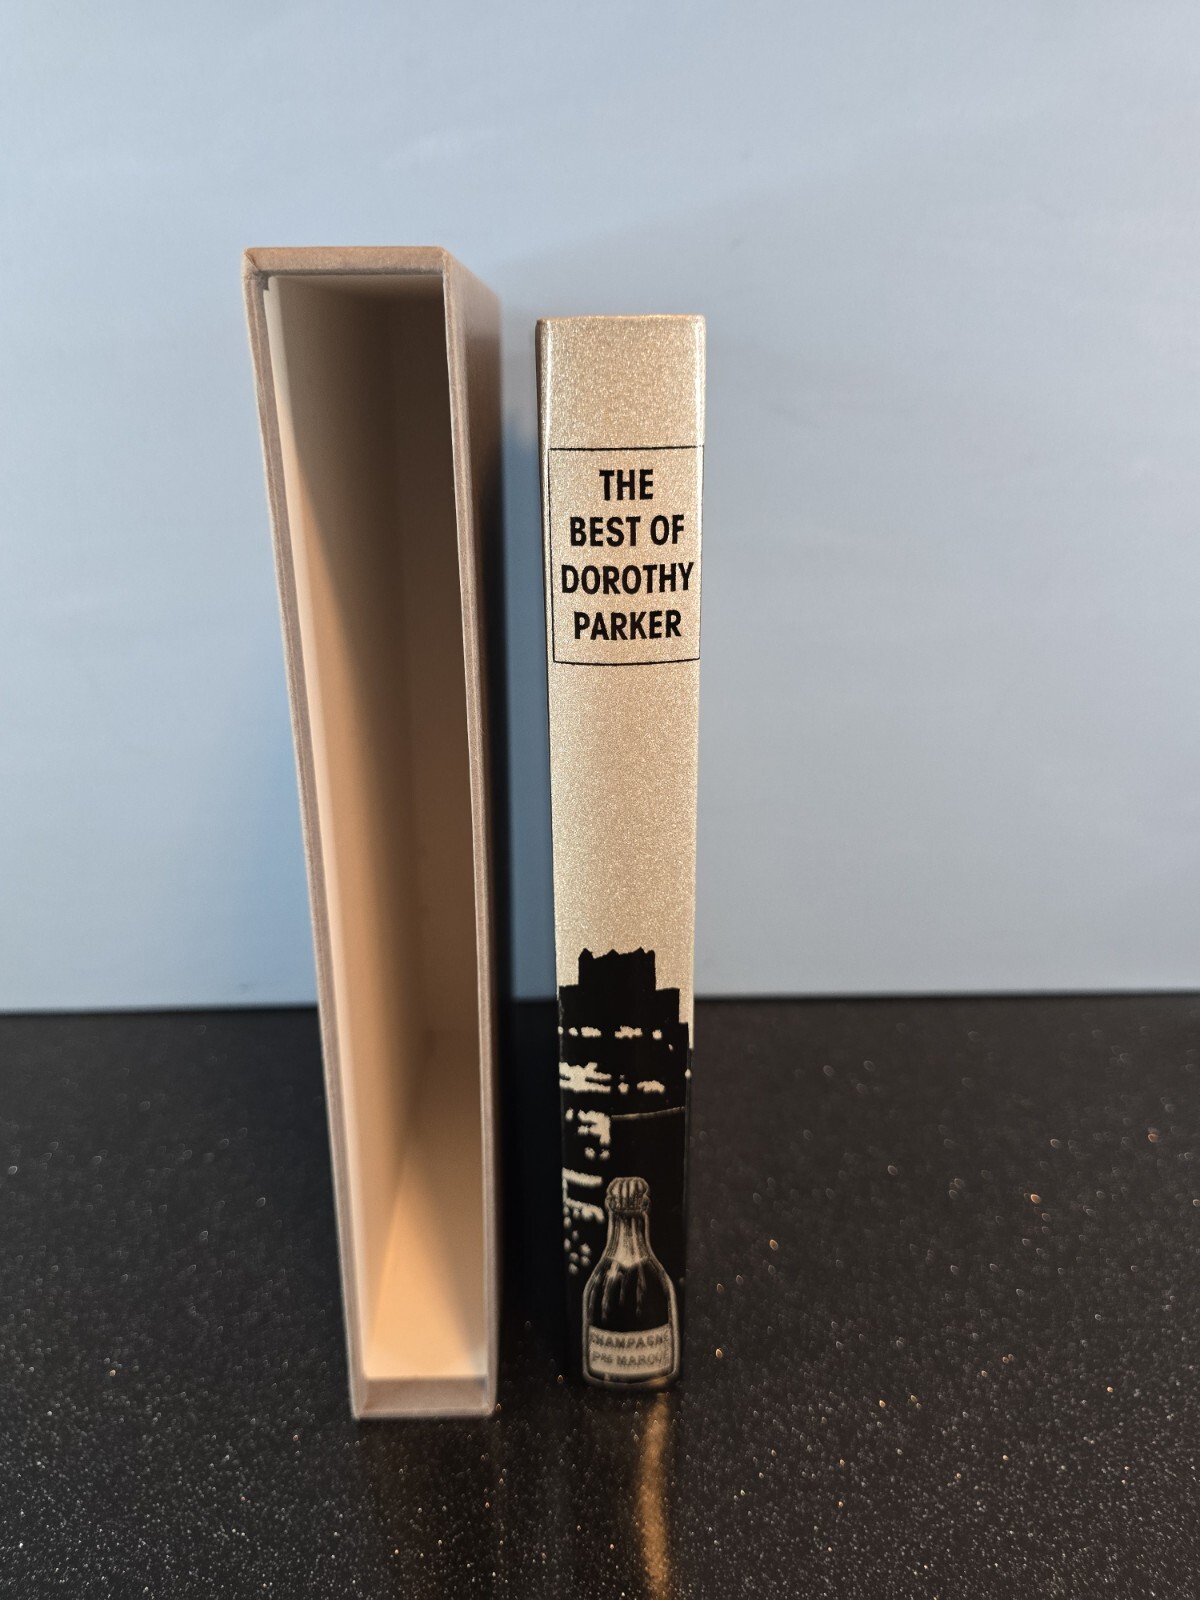 THE
BEST OF
DOROTHY
PARKER
CHAMPAGNE